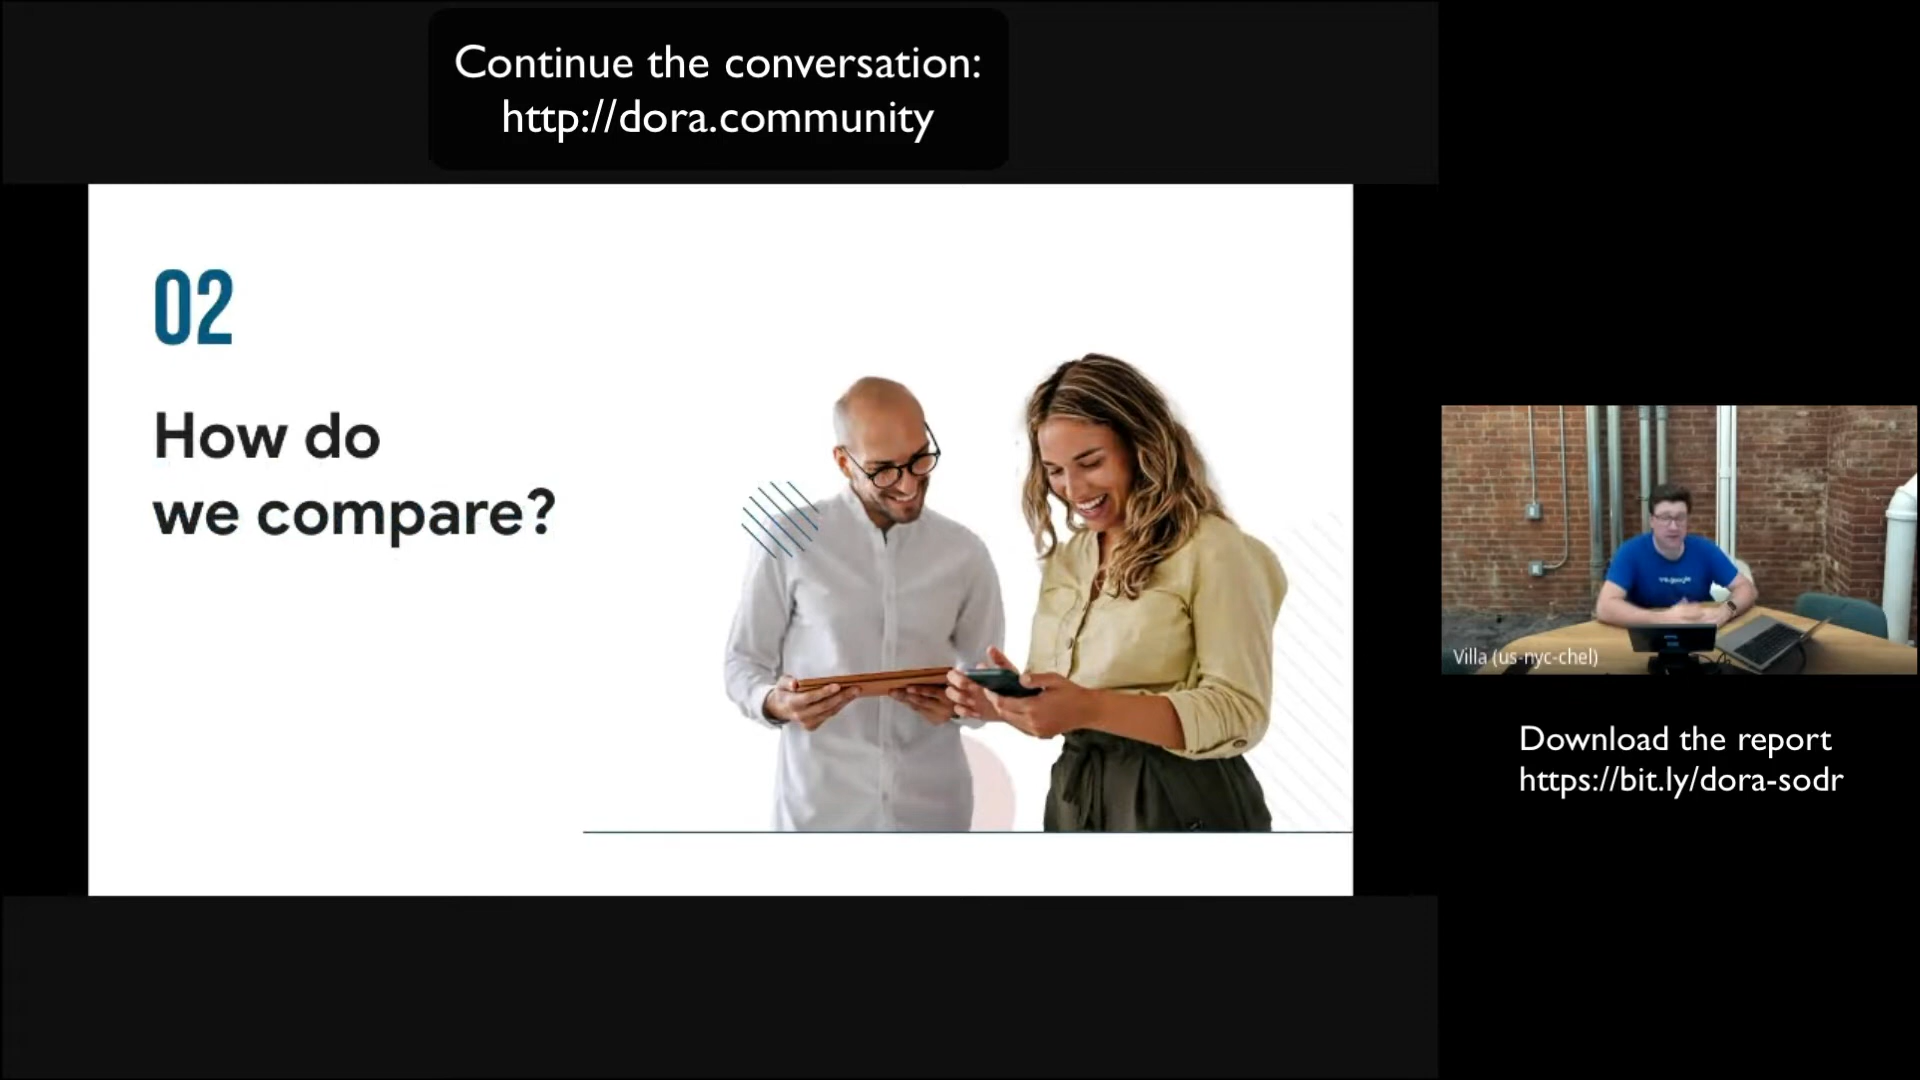 Continue the conversation:
http://dora.community
02
How do
we compare?
Villa (us-nyc-chel)
Download the report
https://bit.ly/dora-sodr